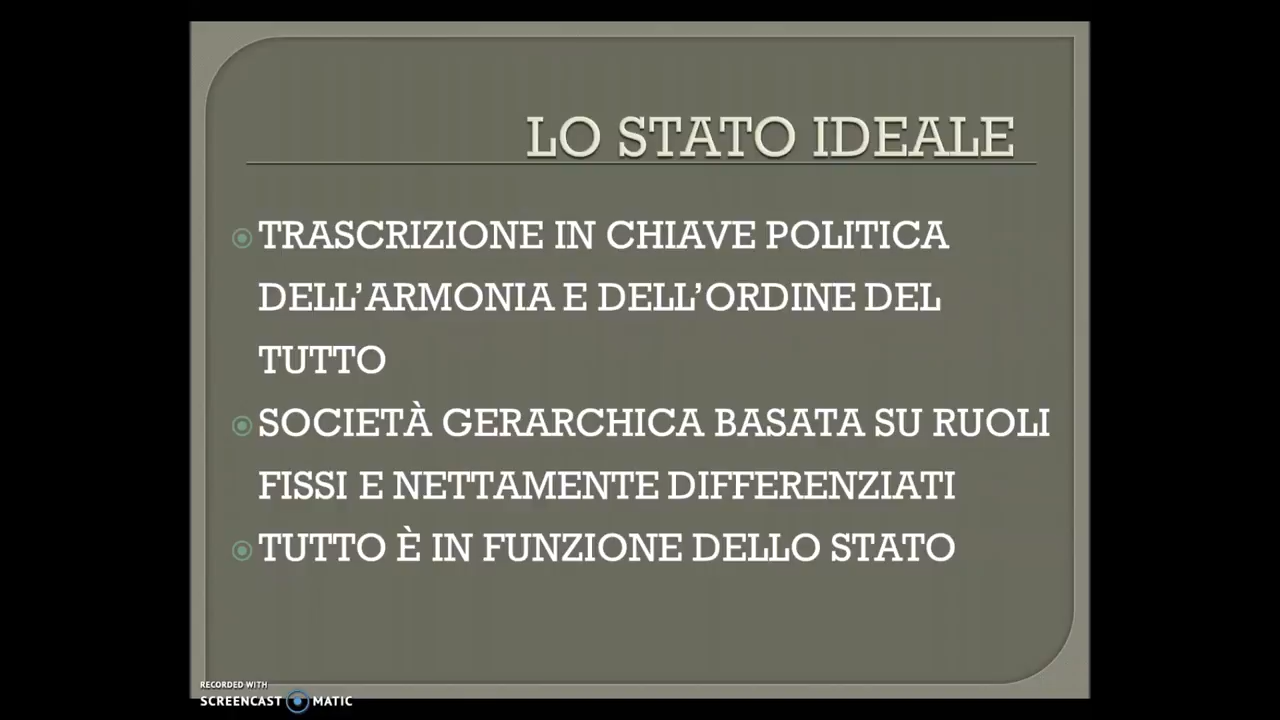 LO STATO IDEALE
TRASCRIZIONE IN CHIAVE POLITICA
DELL'ARMONIA E DELL'ORDINE DEL
TUTTO
SOCIETÀ GERARCHICA BASATA SU RUOLI
FISSI E NETTAMENTE DIFFERENZIATI
TUTTO È IN FUNZIONE DELLO STATO
RECORDED WITH
SCREENCAST MATIC